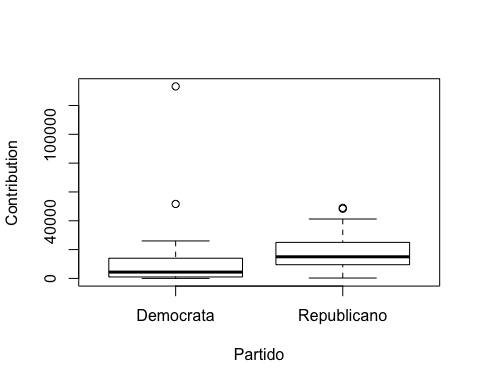 Contribution
100000
40000
0
Democrata
Republicano
Partido